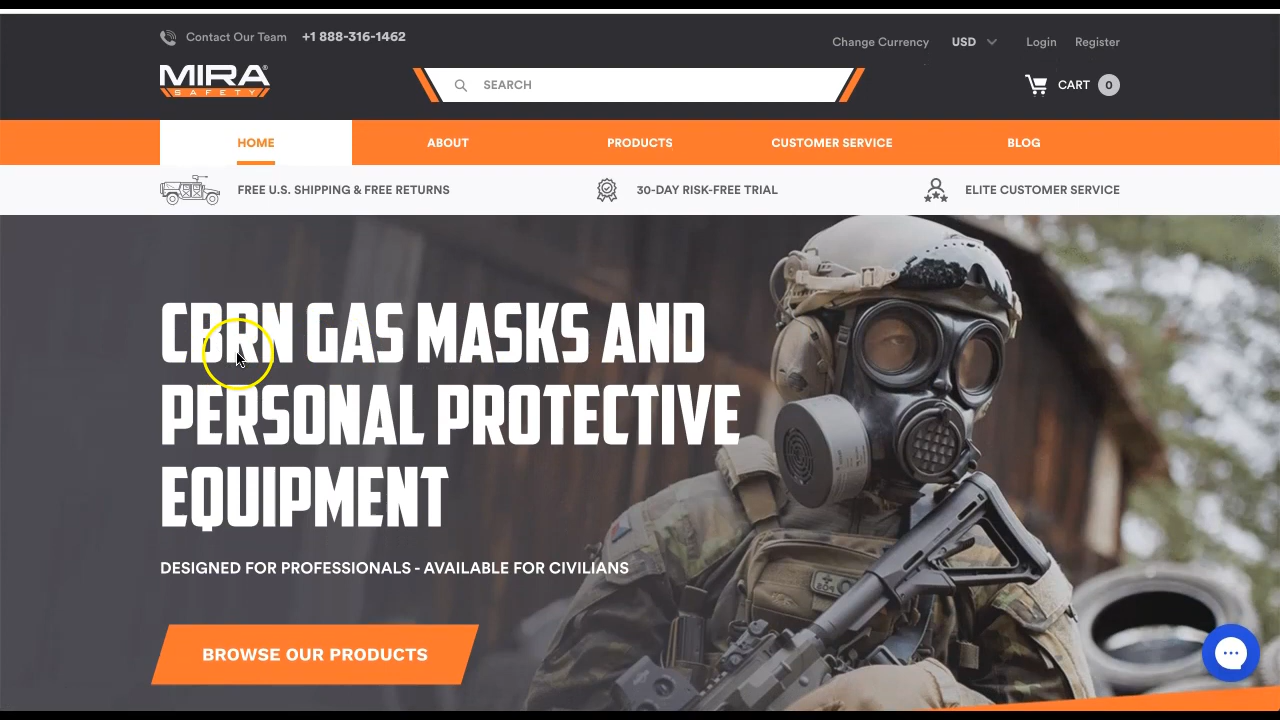 Contact Our Team +1 888-316-1462
Change Currency USD Login Register
MIRA®
SAFETY
SEARCH
CART 0
HOME ABOUT PRODUCTS CUSTOMER SERVICE BLOG
FREE U.S. SHIPPING & FREE RETURNS 30-DAY RISK-FREE TRIAL ELITE CUSTOMER SERVICE
CBRN GAS MASKS AND
PERSONAL PROTECTIVE
EQUIPMENT
DESIGNED FOR PROFESSIONALS - AVAILABLE FOR CIVILIANS
BROWSE OUR PRODUCTS